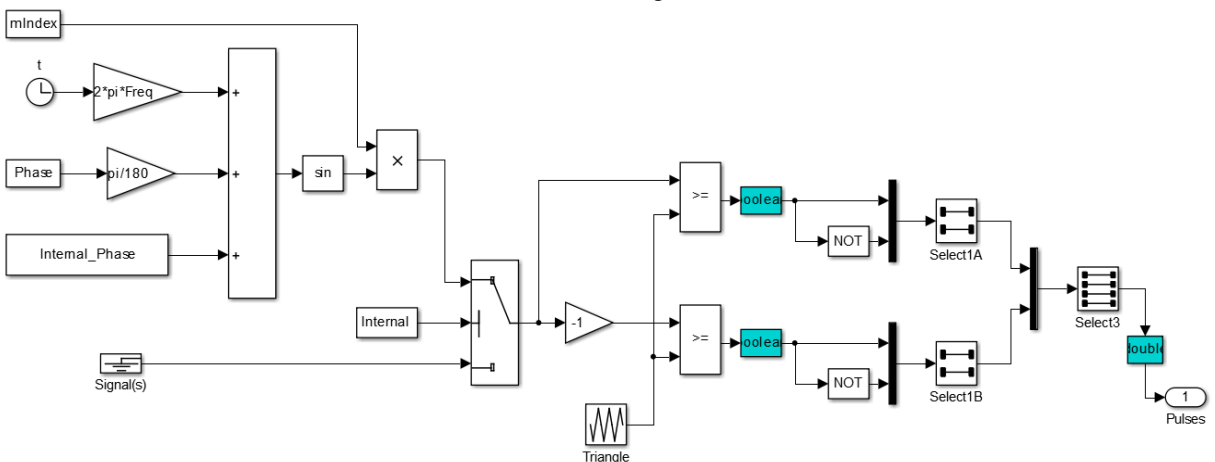 mIndex
t
2*pi*Freq
+
Phase
pi/180
+
sin
×
Internal_Phase
+
>=
oolea
NOT
Select1A
Internal
-1
>=
oolea
NOT
Select1B
Select3
double
Signal(s)
1
Pulses
Triangle